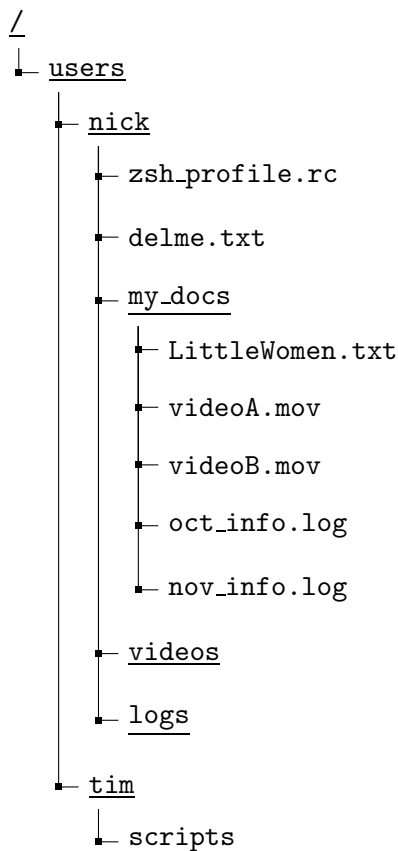 /
users
nick
zsh_profile.rc
delme.txt
my_docs
LittleWomen.txt
videoA.mov
videoB.mov
oct_info.log
nov_info.log
videos
logs
tim
scripts